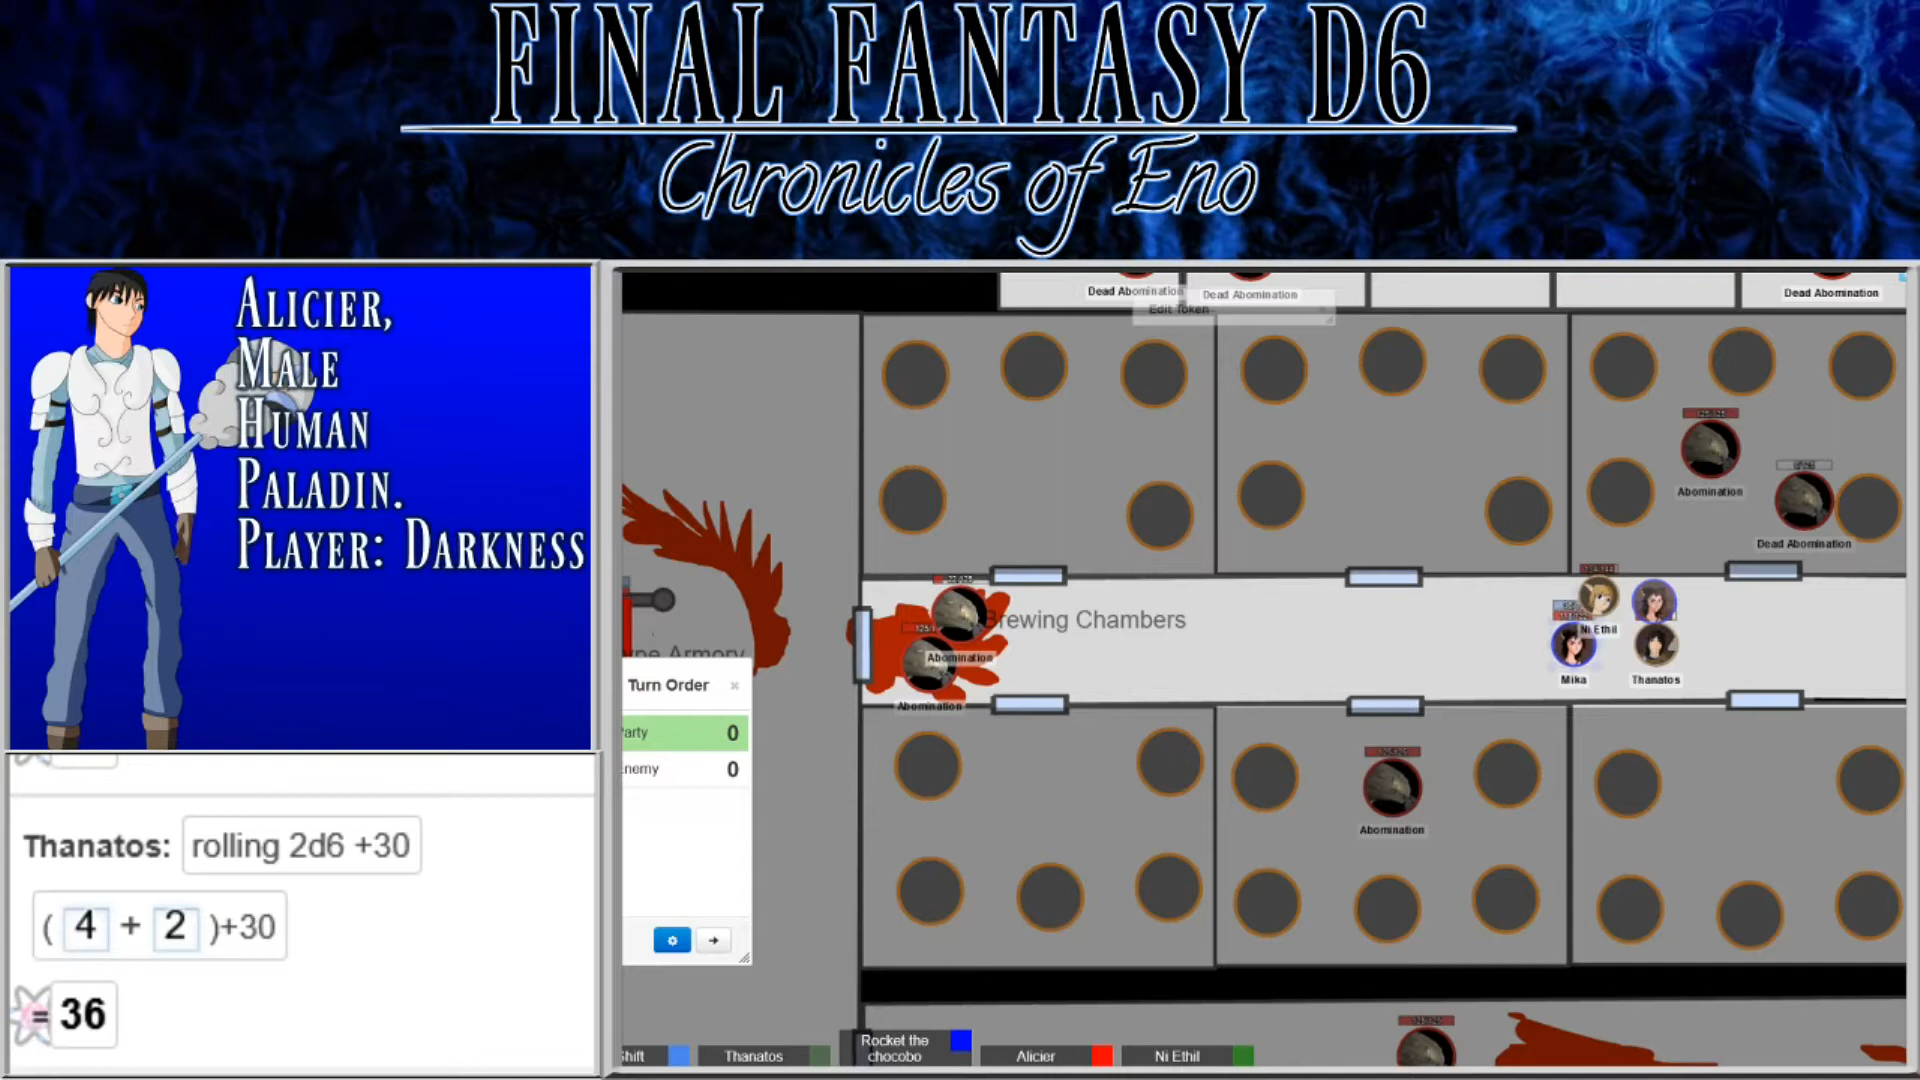 FINAL FANTASY D6
Chronicles of Eno
ALICIER,
MALE
HUMAN
PALADIN.
PLAYER: DARKNESS
Thanatos: rolling 2d6 +30
( 4 + 2 )+30
= 36
Dead Abomination
Dead Abomination
Dead Abomination
Edit Token
Abomination
Dead Abomination
Brewing Chambers
Abomination
Abomination
Ni Ethil
Mika
Thanatos
Armory
Turn Order ×
arty 0
nemy 0
Abomination
Shift
Thanatos
Rocket the
chocobo
Alicier
Ni Ethil